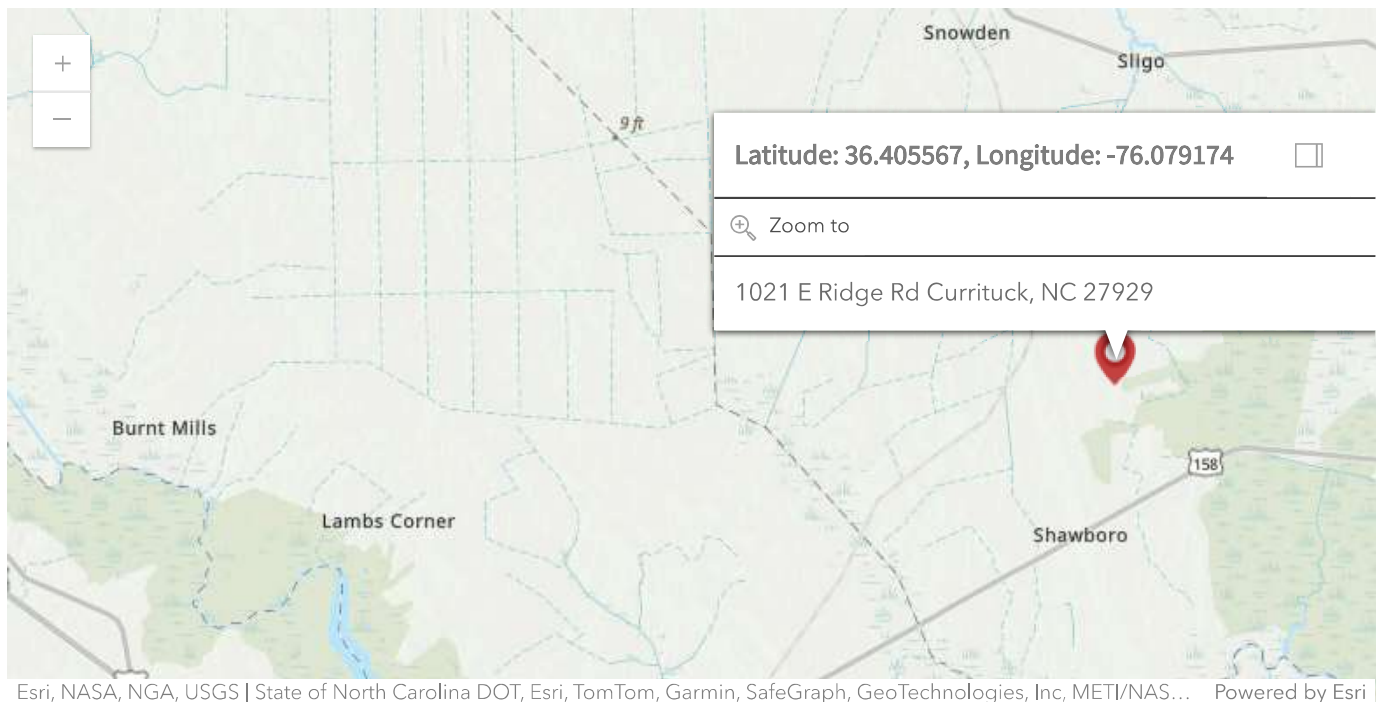 Snowden
Sligo
+
−
9 ft
Latitude: 36.405567, Longitude: -76.079174
Zoom to
1021 E Ridge Rd Currituck, NC 27929
Burnt Mills
158
Lambs Corner
Shawboro
Esri, NASA, NGA, USGS | State of North Carolina DOT, Esri, TomTom, Garmin, SafeGraph, GeoTechnologies, Inc, METI/NAS... Powered by Esri